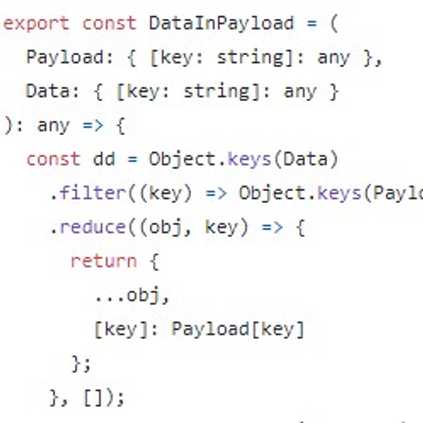 export const DataInPayload = (
Payload: { [key: string]: any },
Data: { [key: string]: any }
): any => {
const dd = Object.keys(Data)
.filter((key) => Object.keys(Paylo
.reduce((obj, key) => {
return {
...obj,
[key]: Payload[key]
};
}, []);